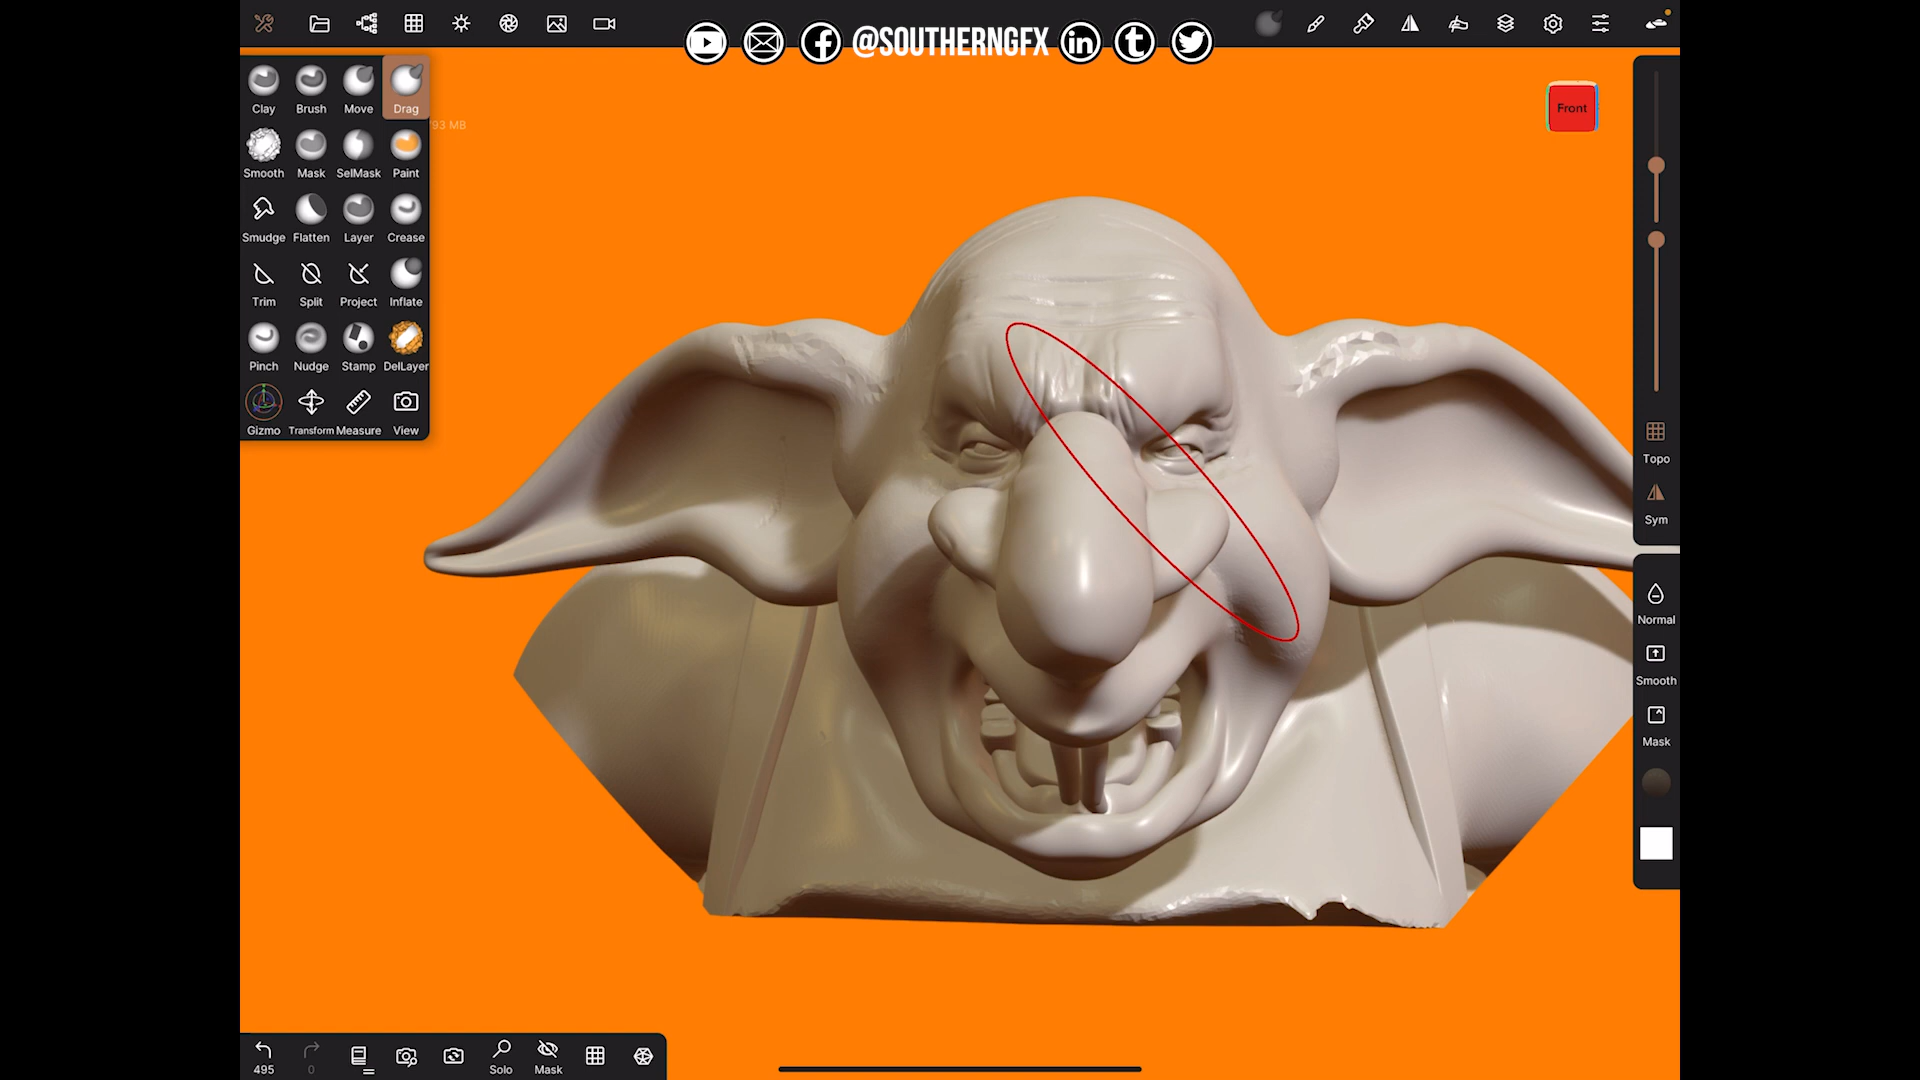 @SOUTHERNGFX
Clay Brush Move Drag
93 MB
Front
Smooth Mask SelMask Paint
Smudge Flatten Layer Crease
Trim Split Project Inflate
Pinch Nudge Stamp DelLayer
Gizmo Transform Measure View
Topo
Sym
Normal
Smooth
Mask
495 0 Solo Mask